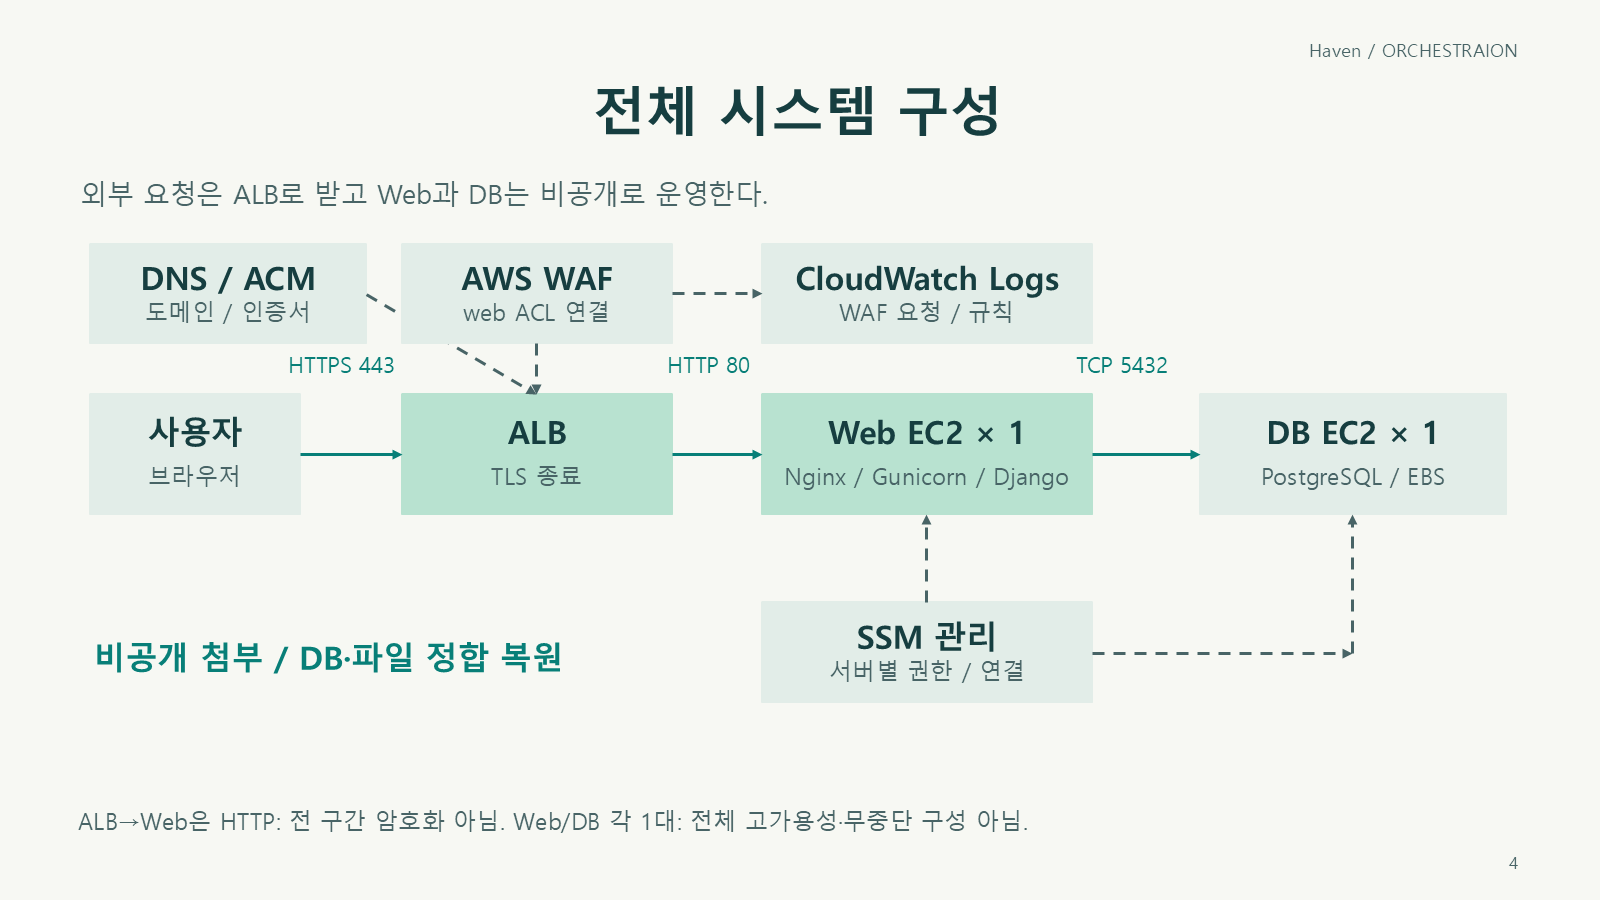 Haven / ORCHESTRAION
전체 시스템 구성
외부 요청은 ALB로 받고 Web과 DB는 비공개로 운영한다.
DNS / ACM
도메인 / 인증서
AWS WAF
web ACL 연결
CloudWatch Logs
WAF 요청 / 규칙
HTTPS 443
HTTP 80
TCP 5432
사용자
브라우저
ALB
TLS 종료
Web EC2 × 1
Nginx / Gunicorn / Django
DB EC2 × 1
PostgreSQL / EBS
SSM 관리
서버별 권한 / 연결
비공개 첨부 / DB·파일 정합 복원
ALB→Web은 HTTP: 전 구간 암호화 아님. Web/DB 각 1대: 전체 고가용성·무중단 구성 아님.
4